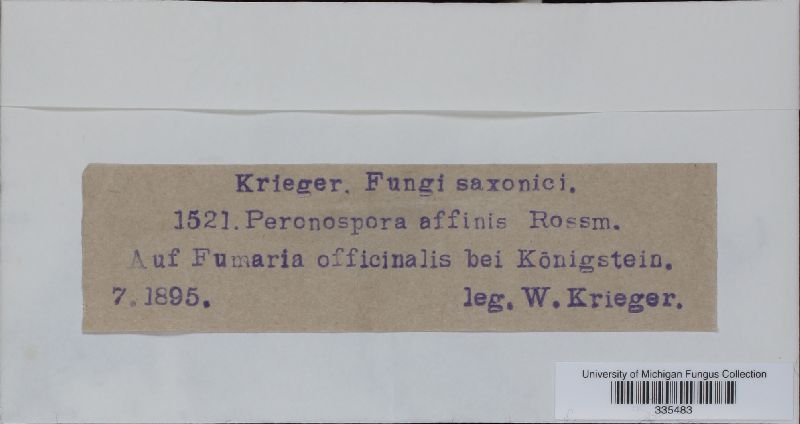 Krieger. Fungi saxonici.
1521. Peronospora affinis Rossm.
Auf Fumaria officinalis bei Königstein.
7. 1895. leg. W. Krieger.
University of Michigan Fungus Collection
335483